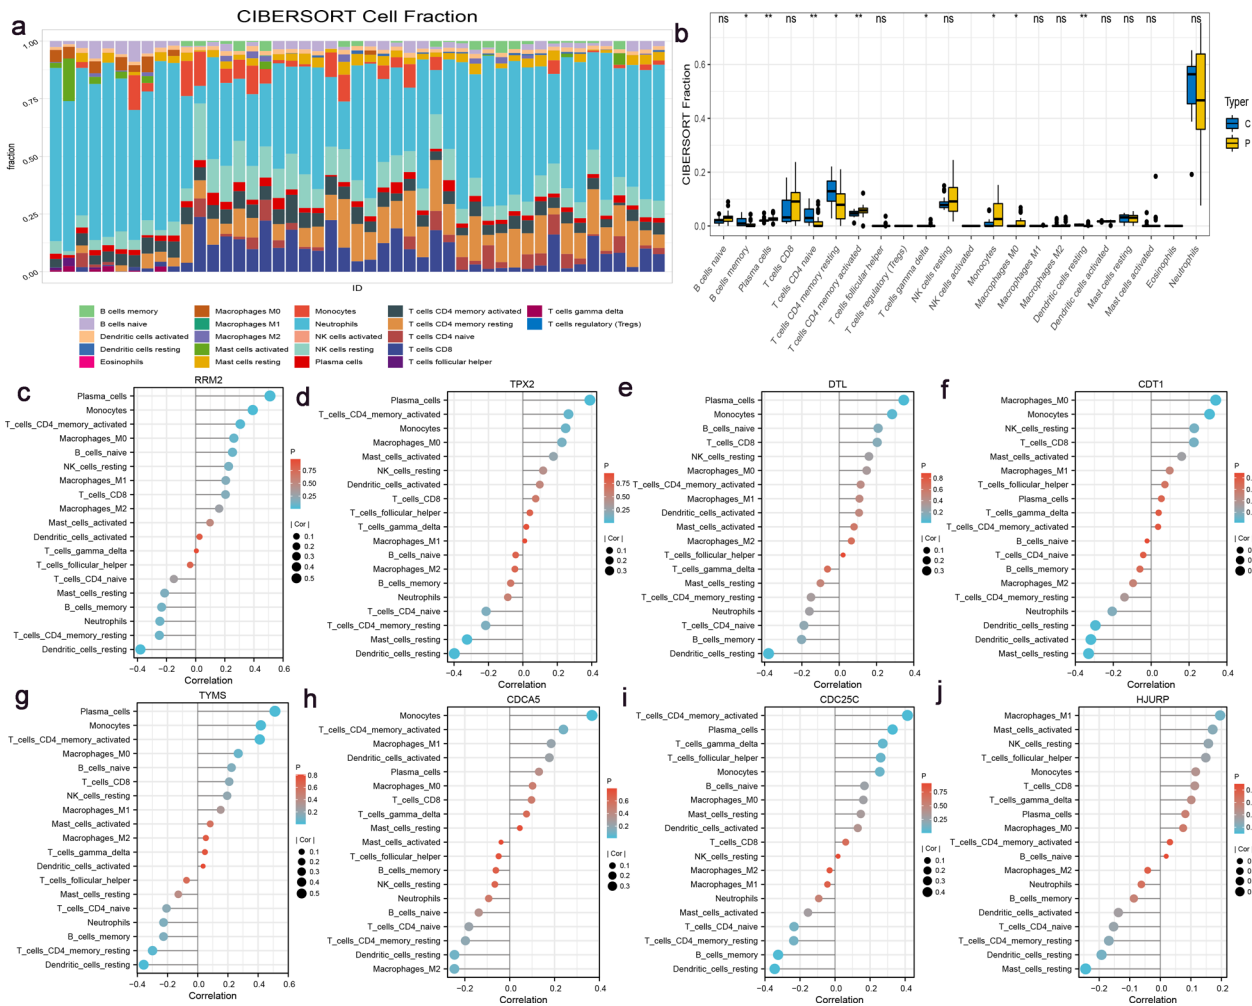 a
CIBERSORT Cell Fraction
1.00
0.75
0.50
0.25
0.00
fraction
ID
B cells memory
B cells naive
Dendritic cells activated
Dendritic cells resting
Eosinophils
Macrophages M0
Macrophages M1
Macrophages M2
Mast cells activated
Mast cells resting
Monocytes
Neutrophils
NK cells activated
NK cells resting
Plasma cells
T cells CD4 memory activated
T cells CD4 memory resting
T cells CD4 naive
T cells CD8
T cells follicular helper
T cells gamma delta
T cells regulatory (Tregs)
b
ns * ** ns ** * ** ns * ns * * ns ns ** ns ns ns ns
CIBERSORT Fraction
0.6
0.4
0.2
0.0
B cells naive
B cells memory
Plasma cells
T cells CD8
T cells CD4 naive
T cells CD4 memory resting
T cells CD4 memory activated
T cells follicular helper
T cells regulatory (Tregs)
T cells gamma delta
NK cells resting
NK cells activated
Monocytes
Macrophages M0
Macrophages M1
Macrophages M2
Dendritic cells resting
Dendritic cells activated
Mast cells resting
Mast cells activated
Eosinophils
Neutrophils
Typer
C
P
c
RRM2
Plasma_cells
Monocytes
T_cells_CD4_memory_activated
Macrophages_M0
B_cells_naive
NK_cells_resting
Macrophages_M1
T_cells_CD8
Macrophages_M2
Mast_cells_activated
Dendritic_cells_activated
T_cells_gamma_delta
T_cells_follicular_helper
T_cells_CD4_naive
Mast_cells_resting
B_cells_memory
Neutrophils
T_cells_CD4_memory_resting
Dendritic_cells_resting
−0.4 −0.2 0.0 0.2 0.4 0.6
Correlation
P
0.75
0.50
0.25
| Cor |
0.1
0.2
0.3
0.4
0.5
d
TPX2
Plasma_cells
T_cells_CD4_memory_activated
Monocytes
Macrophages_M0
Mast_cells_activated
NK_cells_resting
Dendritic_cells_activated
T_cells_CD8
T_cells_follicular_helper
T_cells_gamma_delta
Macrophages_M1
B_cells_naive
Macrophages_M2
B_cells_memory
Neutrophils
T_cells_CD4_naive
T_cells_CD4_memory_resting
Mast_cells_resting
Dendritic_cells_resting
−0.4 −0.2 0.0 0.2 0.4
Correlation
P
0.75
0.50
0.25
| Cor |
0.1
0.2
0.3
e
DTL
Plasma_cells
Monocytes
B_cells_naive
T_cells_CD8
NK_cells_resting
Macrophages_M0
T_cells_CD4_memory_activated
Macrophages_M1
Dendritic_cells_activated
Mast_cells_activated
Macrophages_M2
T_cells_follicular_helper
T_cells_gamma_delta
Mast_cells_resting
T_cells_CD4_memory_resting
Neutrophils
T_cells_CD4_naive
B_cells_memory
Dendritic_cells_resting
−0.4 −0.2 0.0 0.2 0.4
Correlation
P
0.8
0.6
0.4
0.2
| Cor |
0.1
0.2
0.3
f
CDT1
Macrophages_M0
Monocytes
NK_cells_resting
T_cells_CD8
Mast_cells_activated
Macrophages_M1
T_cells_follicular_helper
Plasma_cells
T_cells_gamma_delta
T_cells_CD4_memory_activated
B_cells_naive
T_cells_CD4_naive
B_cells_memory
Macrophages_M2
T_cells_CD4_memory_resting
Neutrophils
Dendritic_cells_resting
Dendritic_cells_activated
Mast_cells_resting
−0.4 −0.2 0.0 0.2 0.4
Correlation
P
0.
0.
0.
0.
| Cor |
0
0
0
g
TYMS
Plasma_cells
Monocytes
T_cells_CD4_memory_activated
Macrophages_M0
B_cells_naive
T_cells_CD8
NK_cells_resting
Macrophages_M1
Mast_cells_activated
Macrophages_M2
T_cells_gamma_delta
Dendritic_cells_activated
T_cells_follicular_helper
Mast_cells_resting
T_cells_CD4_naive
Neutrophils
B_cells_memory
T_cells_CD4_memory_resting
Dendritic_cells_resting
−0.4 −0.2 0.0 0.2 0.4 0.6
Correlation
P
0.8
0.6
0.4
0.2
| Cor |
0.1
0.2
0.3
0.4
0.5
h
CDCA5
Monocytes
T_cells_CD4_memory_activated
Macrophages_M1
Dendritic_cells_activated
Plasma_cells
Macrophages_M0
T_cells_CD8
T_cells_gamma_delta
Mast_cells_resting
Mast_cells_activated
T_cells_follicular_helper
B_cells_memory
NK_cells_resting
Neutrophils
B_cells_naive
T_cells_CD4_naive
T_cells_CD4_memory_resting
Dendritic_cells_resting
Macrophages_M2
−0.2 0.0 0.2 0.4
Correlation
P
0.6
0.4
0.2
| Cor |
0.1
0.2
0.3
i
CDC25C
T_cells_CD4_memory_activated
Plasma_cells
T_cells_gamma_delta
T_cells_follicular_helper
Monocytes
B_cells_naive
Macrophages_M0
Mast_cells_resting
Dendritic_cells_activated
T_cells_CD8
NK_cells_resting
Macrophages_M2
Macrophages_M1
Neutrophils
Mast_cells_activated
T_cells_CD4_naive
T_cells_CD4_memory_resting
B_cells_memory
Dendritic_cells_resting
−0.4 −0.2 0.0 0.2 0.4
Correlation
P
0.75
0.50
0.25
| Cor |
0.1
0.2
0.3
0.4
j
HJURP
Macrophages_M1
Mast_cells_activated
NK_cells_resting
T_cells_follicular_helper
Monocytes
T_cells_CD8
T_cells_gamma_delta
Plasma_cells
Macrophages_M0
T_cells_CD4_memory_activated
B_cells_naive
Macrophages_M2
Neutrophils
B_cells_memory
Dendritic_cells_activated
T_cells_CD4_naive
T_cells_CD4_memory_resting
Dendritic_cells_resting
Mast_cells_resting
−0.2 −0.1 0.0 0.1 0.2
Correlation
P
0.
0.
0.
0.
| Cor |
0
0
0
0